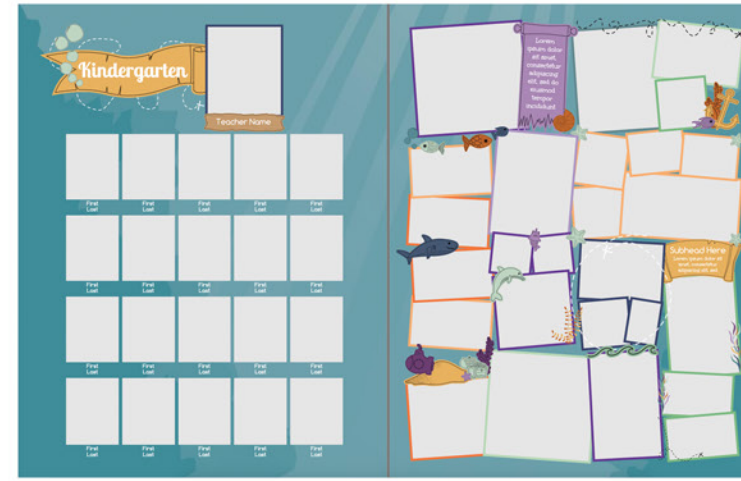 Kindergarten
Teacher Name
First First First First First
Last Last Last Last Last
First First First First First
Last Last Last Last Last
First First First First First
Last Last Last Last Last
First First First First First
Last Last Last Last Last
Lorem
ipsum dolor
sit amet,
consectetur
adipiscing
elit, sed do
eiusmod
tempor
incididunt
Subhead Here
Lorem ipsum dolor sit
amet, consectetur
adipiscing elit, sed